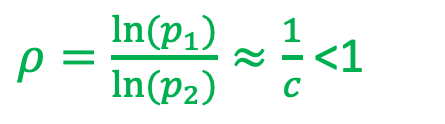 ρ = ln(p₁)/ln(p₂) ≈ 1/c <1